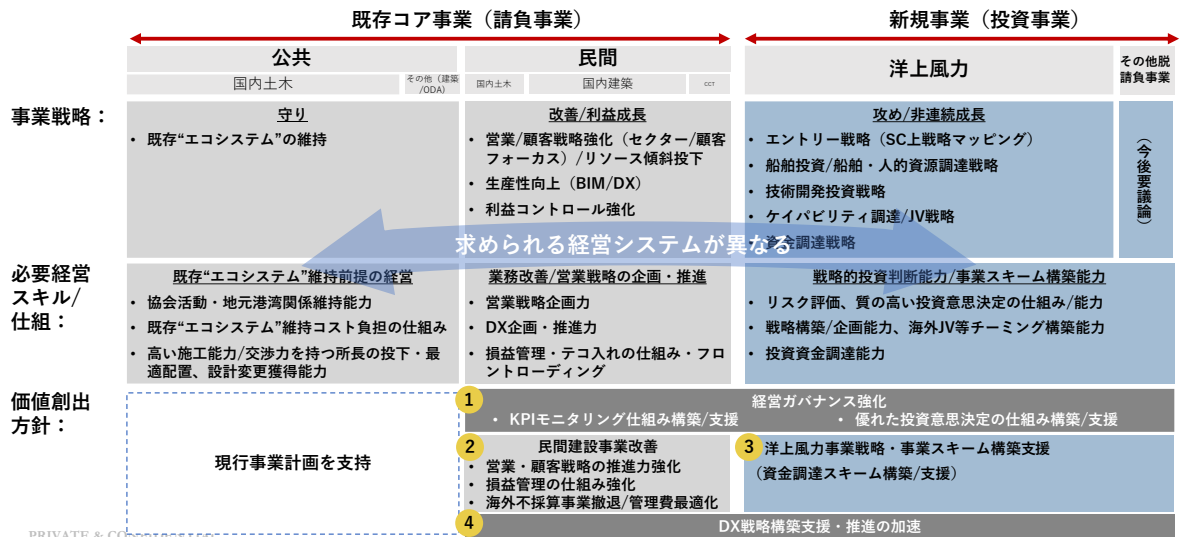 既存コア事業（請負事業）
新規事業（投資事業）
公共
民間
洋上風力
その他脱
請負事業
国内土木
その他（建築
/ODA）
国内土木
国内建築
CCT
事業戦略：
守り
• 既存“エコシステム”の維持
改善/利益成長
• 営業/顧客戦略強化（セクター/顧客
フォーカス）/リソース傾斜投下
• 生産性向上（BIM/DX）
• 利益コントロール強化
攻め/非連続成長
• エントリー戦略（SC上戦略マッピング）
• 船舶投資/船舶・人的資源調達戦略
• 技術開発投資戦略
• ケイパビリティ調達/JV戦略
• 資金調達戦略
（今後要議論）
求められる経営システムが異なる
必要経営
スキル/
仕組：
既存“エコシステム”維持前提の経営
• 協会活動・地元港湾関係維持能力
• 既存“エコシステム”維持コスト負担の仕組み
• 高い施工能力/交渉力を持つ所長の投下・最
適配置、設計変更獲得能力
業務改善/営業戦略の企画・推進
• 営業戦略企画力
• DX企画・推進力
• 損益管理・テコ入れの仕組み・フロ
ントローディング
戦略的投資判断能力/事業スキーム構築能力
• リスク評価、質の高い投資意思決定の仕組み/能力
• 戦略構築/企画能力、海外JV等チーミング構築能力
• 投資資金調達能力
価値創出
方針：
現行事業計画を支持
1
経営ガバナンス強化
• KPIモニタリング仕組み構築/支援
• 優れた投資意思決定の仕組み構築/支援
2
民間建設事業改善
• 営業・顧客戦略の推進力強化
• 損益管理の仕組み強化
• 海外不採算事業撤退/管理費最適化
3
洋上風力事業戦略・事業スキーム構築支援
（資金調達スキーム構築/支援）
4
DX戦略構築支援・推進の加速
PRIVATE &